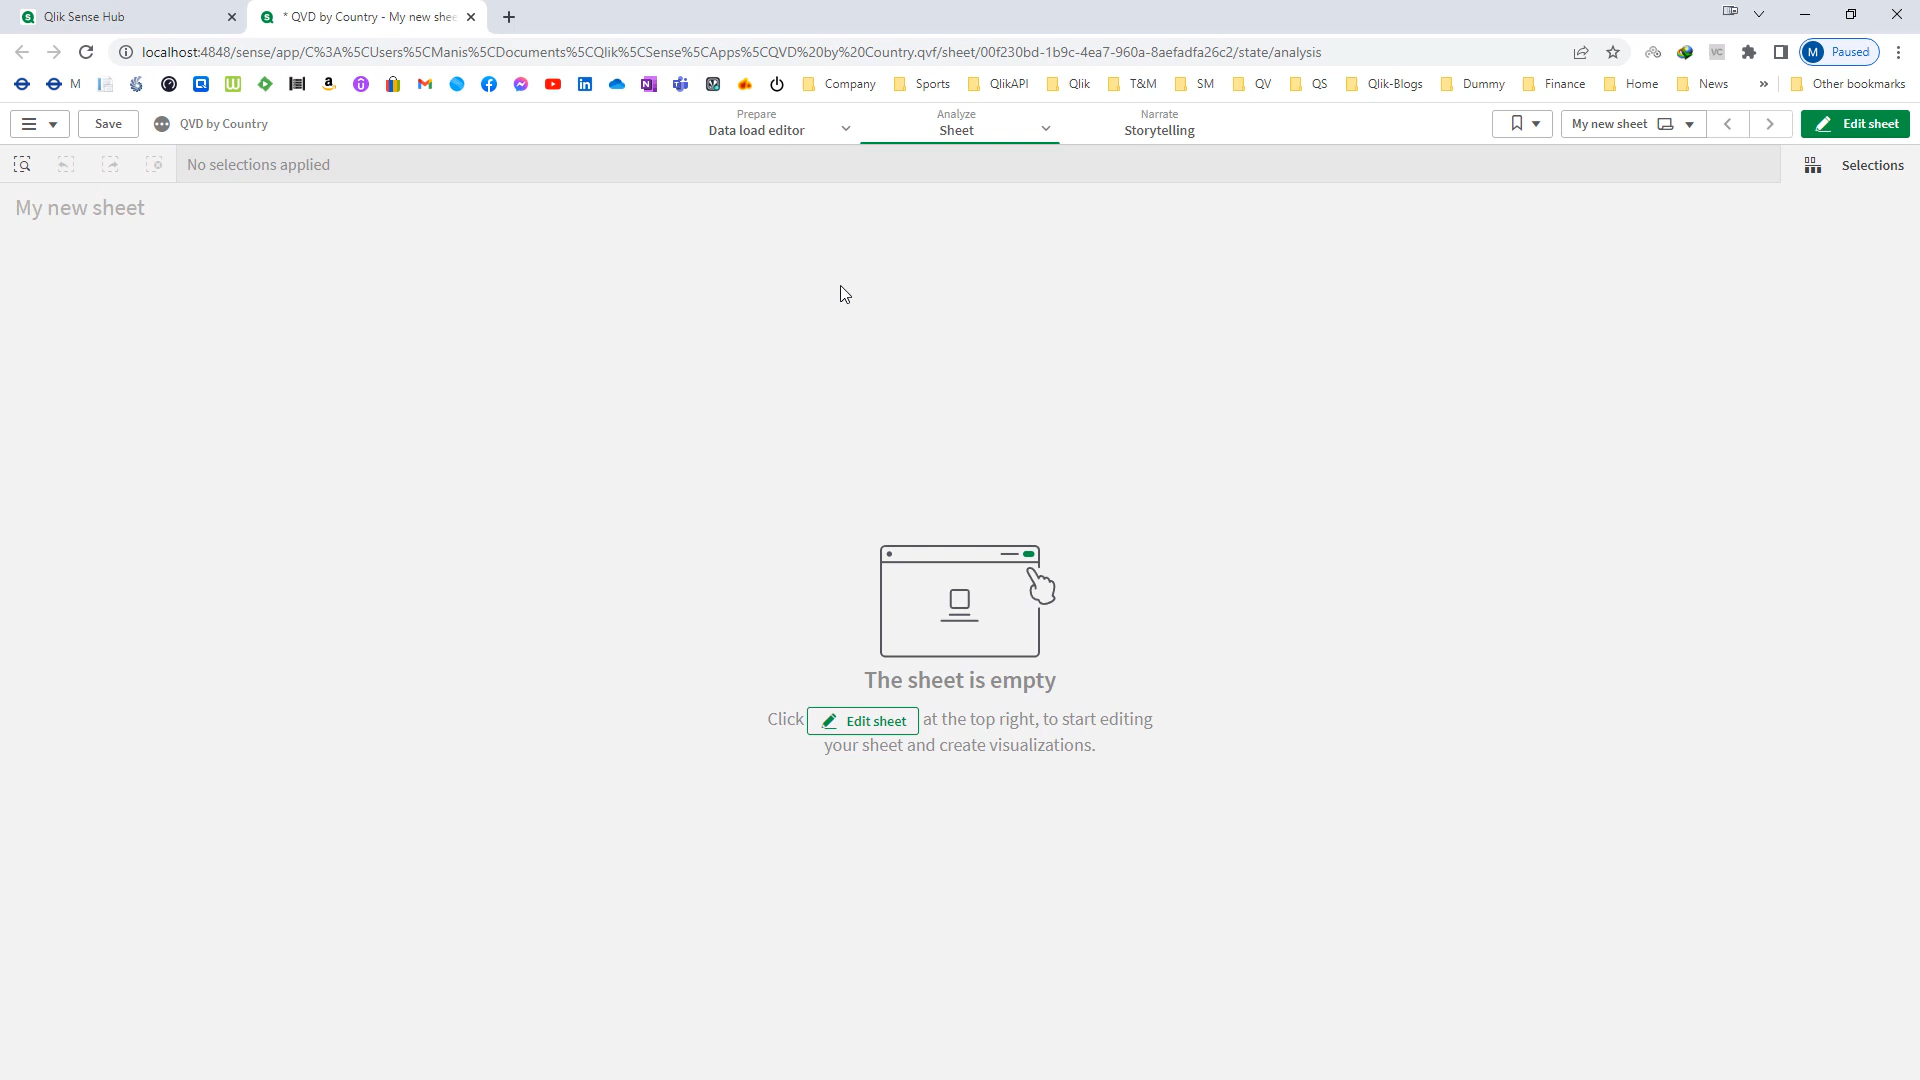 Qlik Sense Hub
* QVD by Country - My new shee
localhost:4848/sense/app/C%3A%5CUsers%5CManis%5CDocuments%5CQlik%5CSense%5CApps%5CQVD%20by%20Country.qvf/sheet/00f230bd-1b9c-4ea7-960a-8aefadfa26c2/state/analysis
M Paused
M Company Sports QlikAPI Qlik T&M SM QV QS Qlik-Blogs Dummy Finance Home News » Other bookmarks
Save
QVD by Country
Prepare
Data load editor
Analyze
Sheet
Narrate
Storytelling
My new sheet
Edit sheet
No selections applied
Selections
My new sheet
The sheet is empty
Click Edit sheet at the top right, to start editing
your sheet and create visualizations.